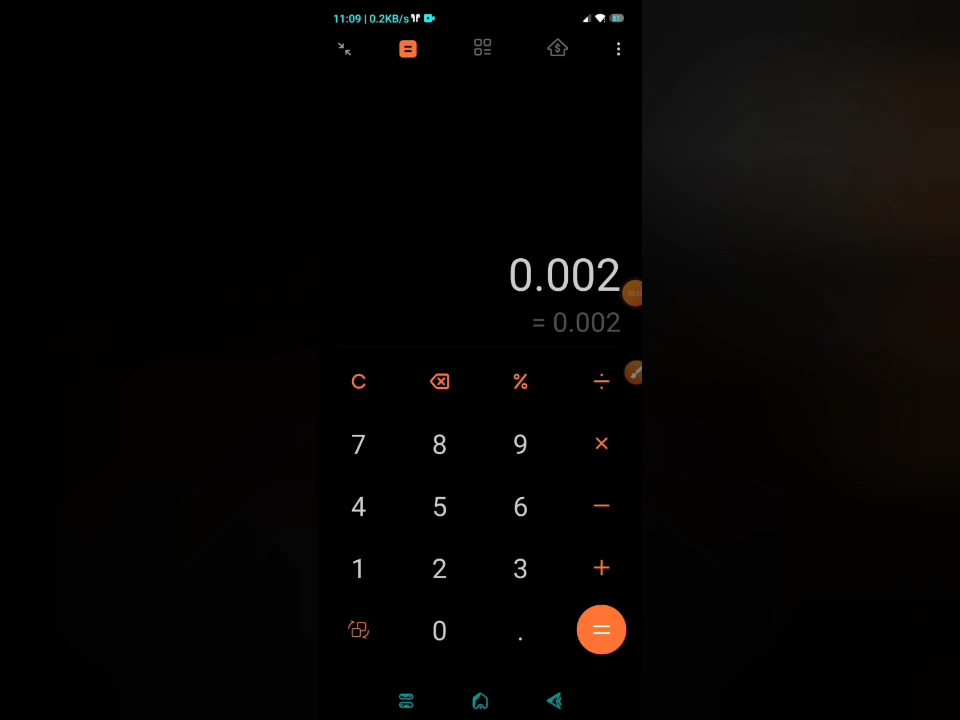 11:09 | 0.2KB/s
0.002
= 0.002
C % ÷
7 8 9 ×
4 5 6 −
1 2 3 +
0 . =